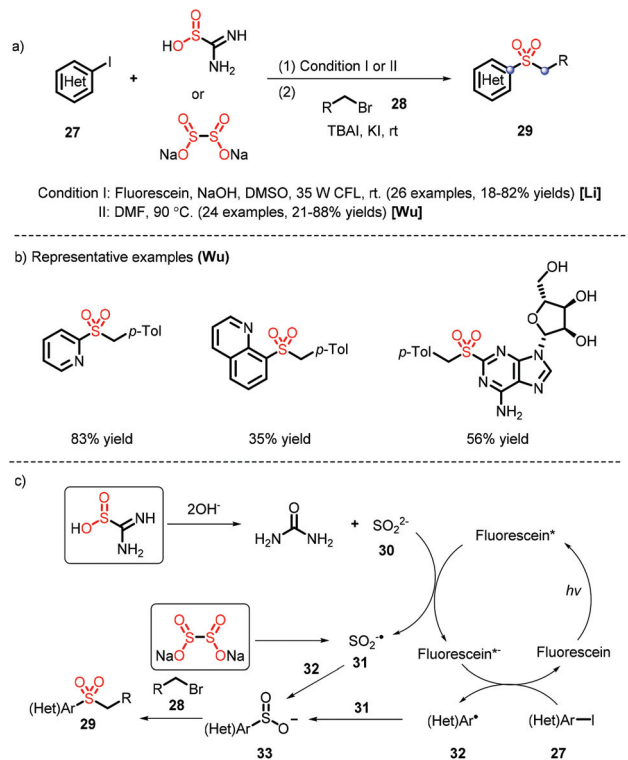 a)
Het
I
27
+
O
S
HO
NH
NH2
or
O
O
S
S
NaO
ONa
(1) Condition I or II
(2)
R
Br
28
TBAI, KI, rt
O
O
S
R
Het
29
Condition I: Fluorescein, NaOH, DMSO, 35 W CFL, rt. (26 examples, 18-82% yields) [Li]
II: DMF, 90 °C. (24 examples, 21-88% yields) [Wu]
b) Representative examples (Wu)
O
O
S
p-Tol
N
83% yield
N
O
O
S
p-Tol
35% yield
OH
O
OH
OH
O
O
p-Tol
S
N
N
N
N
NH2
56% yield
c)
O
S
HO
NH
NH2
2OH-
O
H2N
NH2
+
SO2 2-
30
Fluorescein*
hν
O
O
S
S
NaO
ONa
SO2 -•
31
Fluorescein*-
Fluorescein
O
O
S
(Het)Ar
R
29
R
Br
28
32
O
S
(Het)Ar
O
−
33
31
(Het)Ar•
32
(Het)Ar—I
27